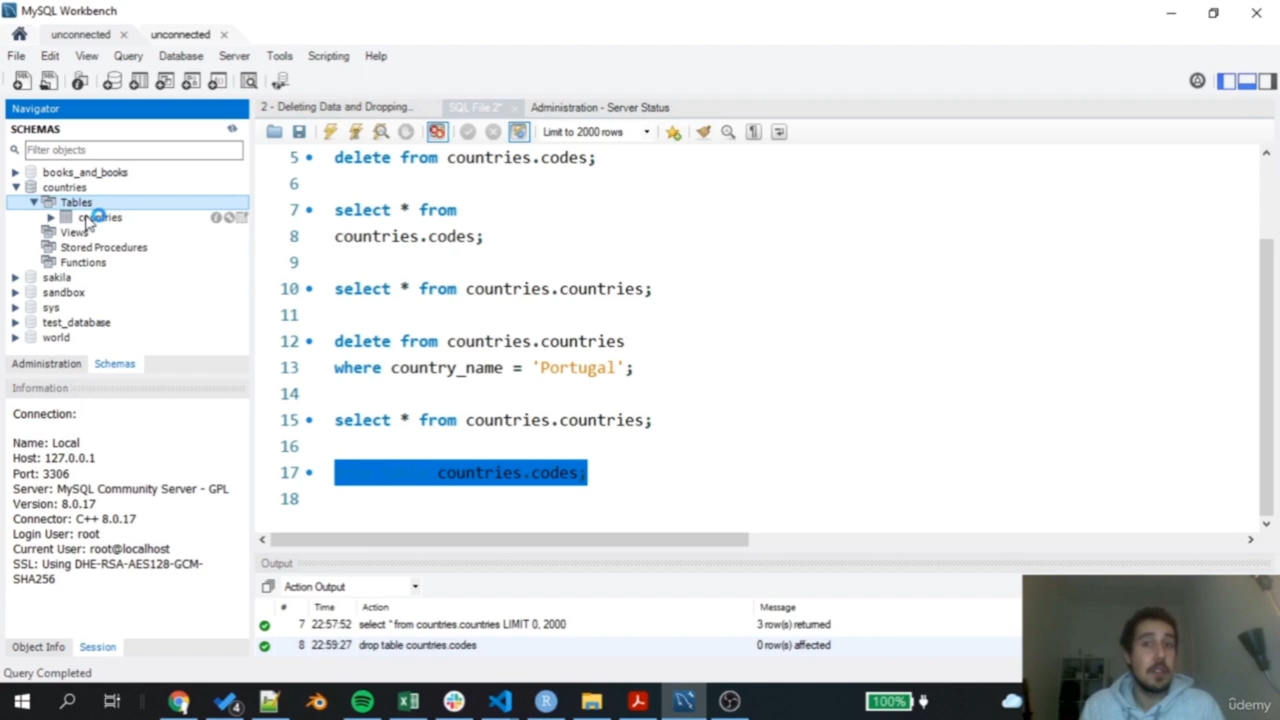 MySQL Workbench
unconnected
unconnected
File Edit View Query Database Server Tools Scripting Help
Navigator
SCHEMAS
Filter objects
books_and_books
countries
Tables
countries
Views
Stored Procedures
Functions
sakila
sandbox
sys
test_database
world
Administration Schemas
Information
Connection:
Name: Local
Host: 127.0.0.1
Port: 3306
Server: MySQL Community Server - GPL
Version: 8.0.17
Connector: C++ 8.0.17
Login User: root
Current User: root@localhost
SSL: Using DHE-RSA-AES128-GCM-
SHA256
Object Info Session
Query Completed
2 - Deleting Data and Dropping... SQL File 2* Administration - Server Status
Limit to 2000 rows
5 delete from countries.codes;
6
7 select * from
8 countries.codes;
9
10 select * from countries.countries;
11
12 delete from countries.countries
13 where country_name = 'Portugal';
14
15 select * from countries.countries;
16
17 countries.codes;
18
Output
Action Output
# Time Action Message
7 22:57:52 select * from countries.countries LIMIT 0, 2000 3 row(s) returned
8 22:59:27 drop table countries.codes 0 row(s) affected
4
100%
ûdemy